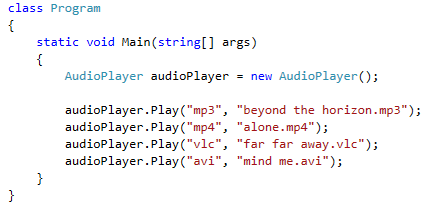 class Program
{
    static void Main(string[] args)
    {
        AudioPlayer audioPlayer = new AudioPlayer();

        audioPlayer.Play("mp3", "beyond the horizon.mp3");
        audioPlayer.Play("mp4", "alone.mp4");
        audioPlayer.Play("vlc", "far far away.vlc");
        audioPlayer.Play("avi", "mind me.avi");
    }
}